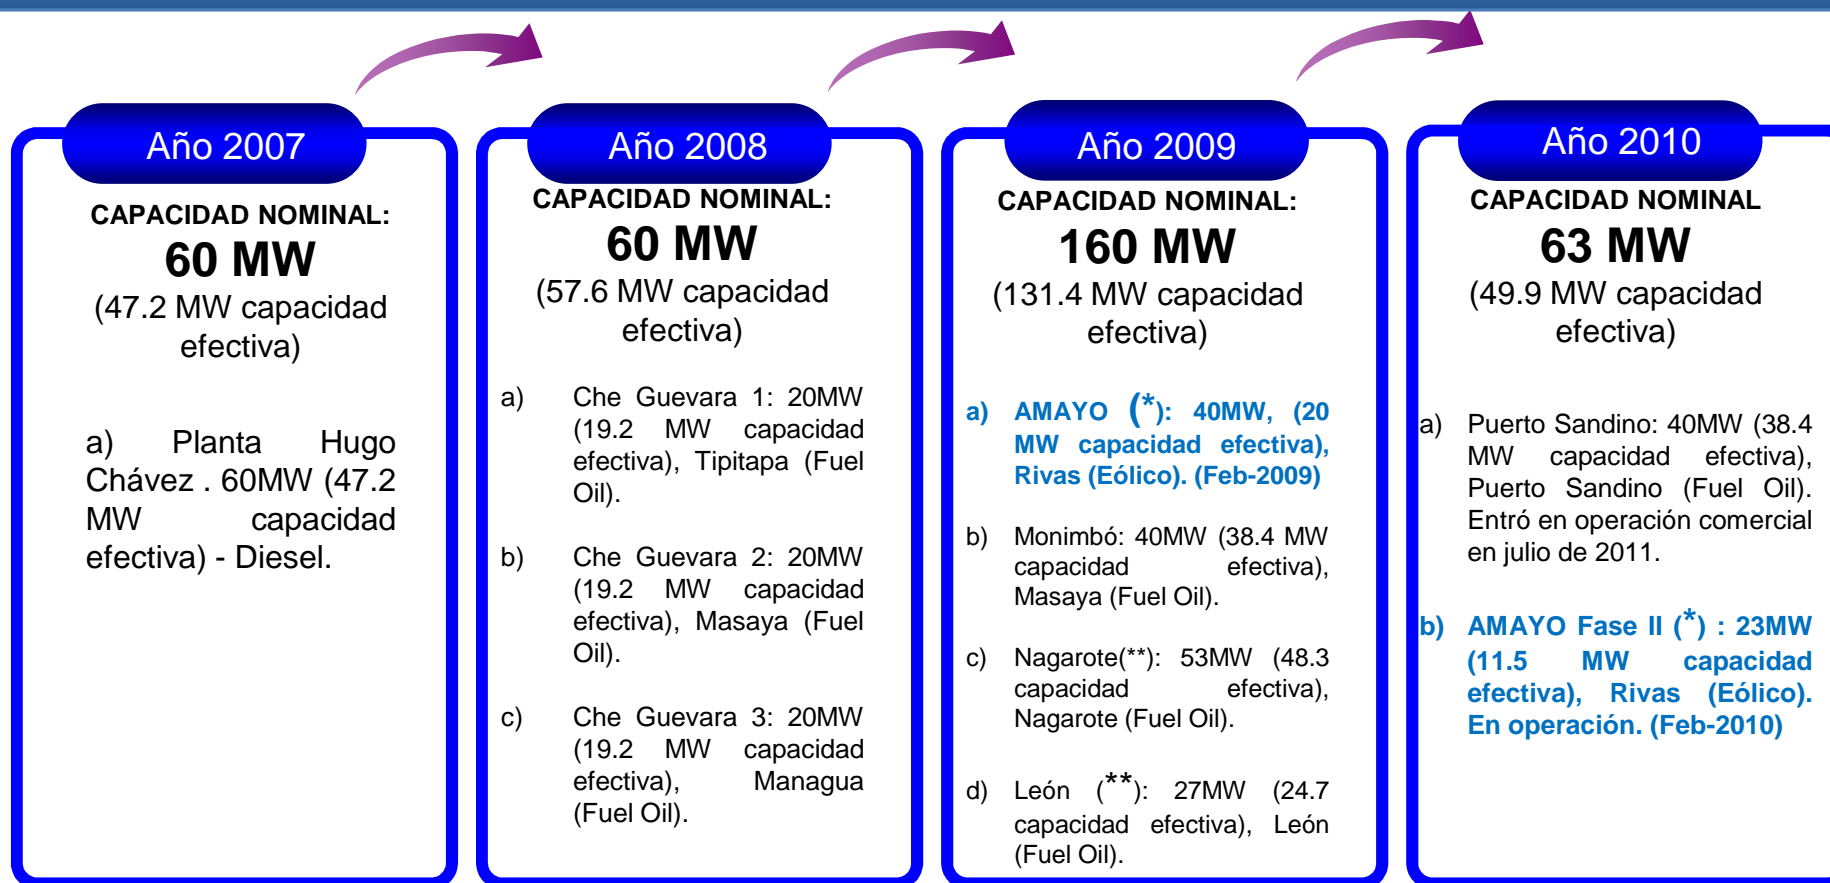 Año 2007
CAPACIDAD NOMINAL:
60 MW
(47.2 MW capacidad
efectiva)
a) Planta Hugo
Chávez . 60MW (47.2
MW capacidad
efectiva) - Diesel.
Año 2008
CAPACIDAD NOMINAL:
60 MW
(57.6 MW capacidad
efectiva)
a) Che Guevara 1: 20MW
(19.2 MW capacidad
efectiva), Tipitapa (Fuel
Oil).
b) Che Guevara 2: 20MW
(19.2 MW capacidad
efectiva), Masaya (Fuel
Oil).
c) Che Guevara 3: 20MW
(19.2 MW capacidad
efectiva), Managua
(Fuel Oil).
Año 2009
CAPACIDAD NOMINAL:
160 MW
(131.4 MW capacidad
efectiva)
a) AMAYO (*): 40MW, (20
MW capacidad efectiva),
Rivas (Eólico). (Feb-2009)
b) Monimbó: 40MW (38.4 MW
capacidad efectiva),
Masaya (Fuel Oil).
c) Nagarote(**): 53MW (48.3
capacidad efectiva),
Nagarote (Fuel Oil).
d) León (**): 27MW (24.7
capacidad efectiva), León
(Fuel Oil).
Año 2010
CAPACIDAD NOMINAL
63 MW
(49.9 MW capacidad
efectiva)
a) Puerto Sandino: 40MW (38.4
MW capacidad efectiva),
Puerto Sandino (Fuel Oil).
Entró en operación comercial
en julio de 2011.
b) AMAYO Fase II (*) : 23MW
(11.5 MW capacidad
efectiva), Rivas (Eólico).
En operación. (Feb-2010)